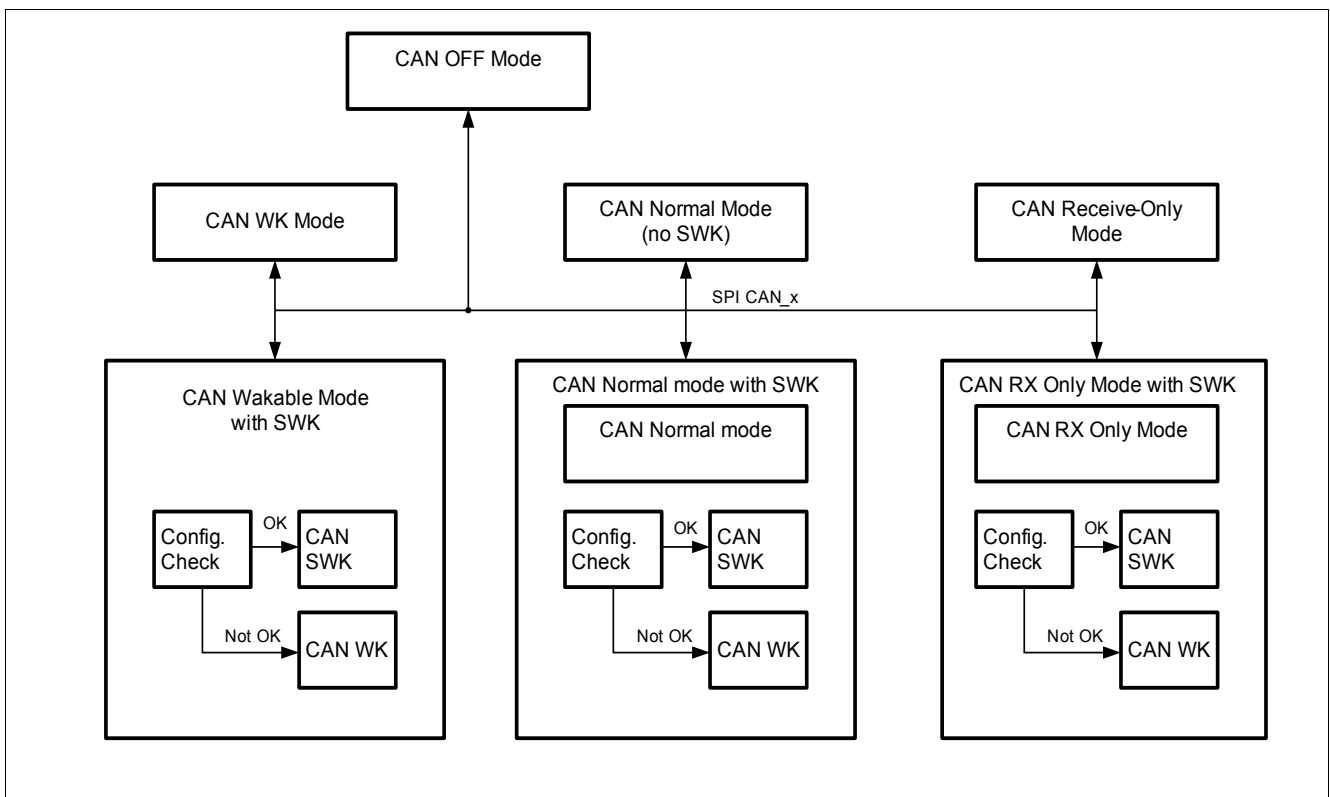 CAN OFF Mode
CAN WK Mode
CAN Normal Mode
(no SWK)
CAN Receive-Only
Mode
SPI CAN_x
CAN Wakable Mode
with SWK
Config.
Check
OK
CAN
SWK
Not OK
CAN WK
CAN Normal mode with SWK
CAN Normal mode
Config.
Check
OK
CAN
SWK
Not OK
CAN WK
CAN RX Only Mode with SWK
CAN RX Only Mode
Config.
Check
OK
CAN
SWK
Not OK
CAN WK